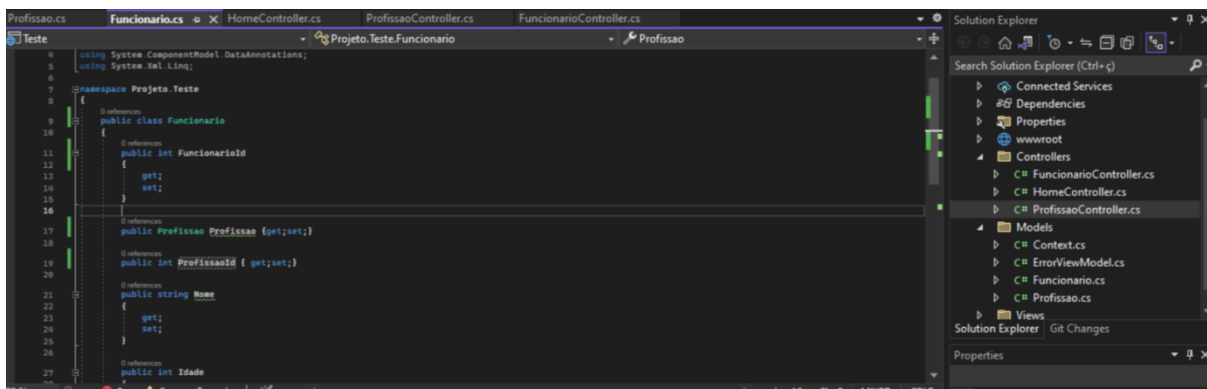 Profissao.cs Funcionario.cs HomeController.cs ProfissaoController.cs FuncionarioController.cs
Teste Projeto.Teste.Funcionario Profissao
4 using System.ComponentModel.DataAnnotations;
5 using System.Xml.Linq;
6
7 namespace Projeto.Teste
8 {
0 references
9 public class Funcionario
10 {
0 references
11 public int FuncionarioId
12 {
13 get;
14 set;
15 }
16
0 references
17 public Profissao Profissao {get;set;}
18
0 references
19 public int ProfissaoId { get;set;}
20
0 references
21 public string Nome
22 {
23 get;
24 set;
25 }
26
0 references
27 public int Idade
Solution Explorer
Search Solution Explorer (Ctrl+ç)
Connected Services
Dependencies
Properties
wwwroot
Controllers
C# FuncionarioController.cs
C# HomeController.cs
C# ProfissaoController.cs
Models
C# Context.cs
C# ErrorViewModel.cs
C# Funcionario.cs
C# Profissao.cs
Views
Solution Explorer Git Changes
Properties